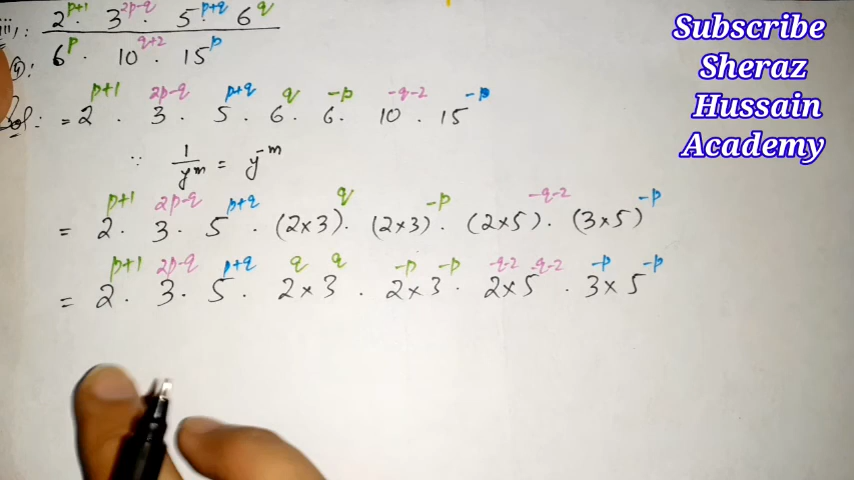 iii,: 2^{p+1} · 3^{2p-q} · 5^{p+q} · 6^{q}
(4): 6^{p} · 10^{q+2} · 15^{p}
Sol: = 2^{p+1} · 3^{2p-q} · 5^{p+q} · 6^{q} · 6^{-p} · 10^{-q-2} · 15^{-p}
∵ 1/y^{m} = y^{-m}
= 2^{p+1} · 3^{2p-q} · 5^{p+q} · (2×3)^{q} · (2×3)^{-p} · (2×5)^{-q-2} · (3×5)^{-p}
= 2^{p+1} · 3^{2p-q} · 5^{p+q} · 2^{q} × 3^{q} · 2^{-p} × 3^{-p} · 2^{-q-2} × 5^{-q-2} · 3^{-p} × 5^{-p}
Subscribe
Sheraz
Hussain
Academy